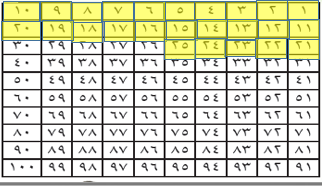 ١ ٢ ٣ ٤ ٥ ٦ ٧ ٨ ٩ ١٠
١١ ١٢ ١٣ ١٤ ١٥ ١٦ ١٧ ١٨ ١٩ ٢٠
٢١ ٢٢ ٢٣ ٢٤ ٢٥ ٢٦ ٢٧ ٢٨ ٢٩ ٣٠
٣١ ٣٢ ٣٣ ٣٤ ٣٥ ٣٦ ٣٧ ٣٨ ٣٩ ٤٠
٤١ ٤٢ ٤٣ ٤٤ ٤٥ ٤٦ ٤٧ ٤٨ ٤٩ ٥٠
٥١ ٥٢ ٥٣ ٥٤ ٥٥ ٥٦ ٥٧ ٥٨ ٥٩ ٦٠
٦١ ٦٢ ٦٣ ٦٤ ٦٥ ٦٦ ٦٧ ٦٨ ٦٩ ٧٠
٧١ ٧٢ ٧٣ ٧٤ ٧٥ ٧٦ ٧٧ ٧٨ ٧٩ ٨٠
٨١ ٨٢ ٨٣ ٨٤ ٨٥ ٨٦ ٨٧ ٨٨ ٨٩ ٩٠
٩١ ٩٢ ٩٣ ٩٤ ٩٥ ٩٦ ٩٧ ٩٨ ٩٩ ١٠٠